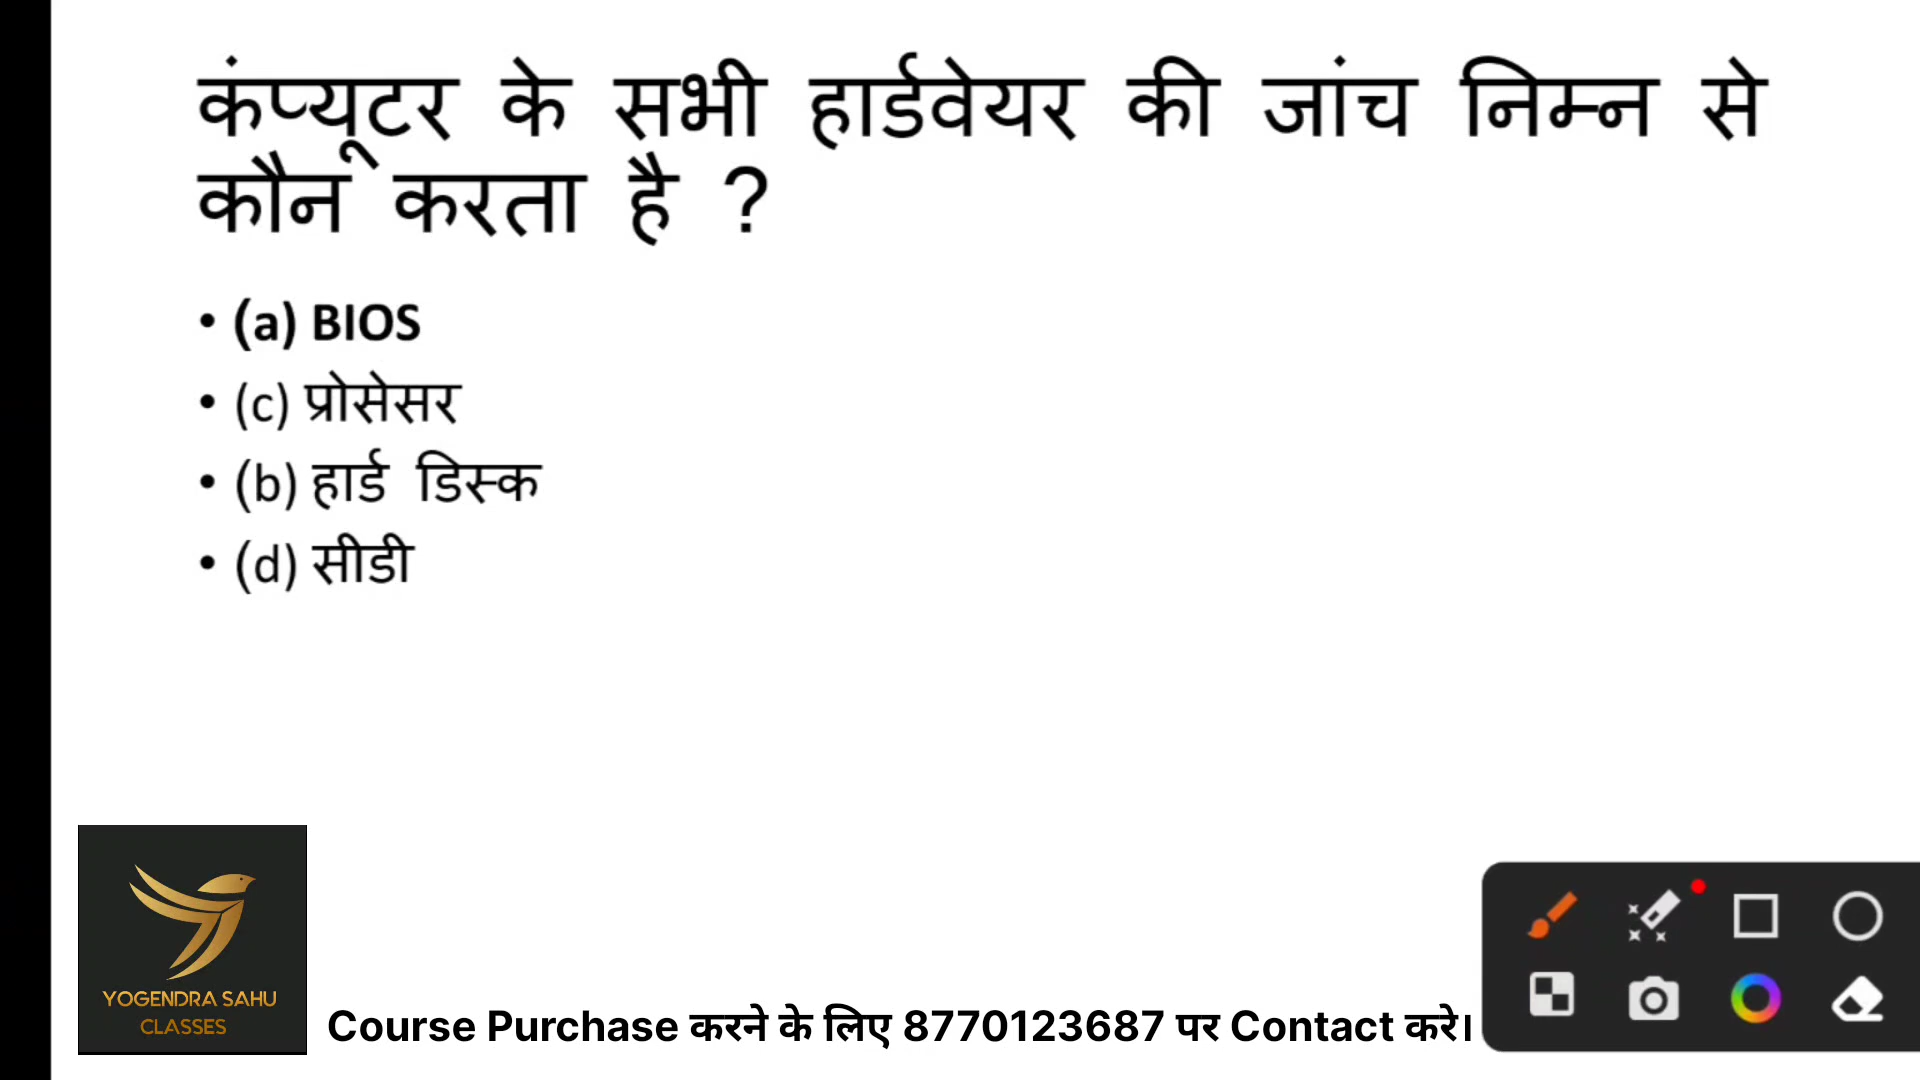 कंप्यूटर के सभी हार्डवेयर की जांच निम्न से
कौन करता है ?
• (a) BIOS
• (c) प्रोसेसर
• (b) हार्ड डिस्क
• (d) सीडी
YOGENDRA SAHU
CLASSES
Course Purchase करने के लिए 8770123687 पर Contact करे।